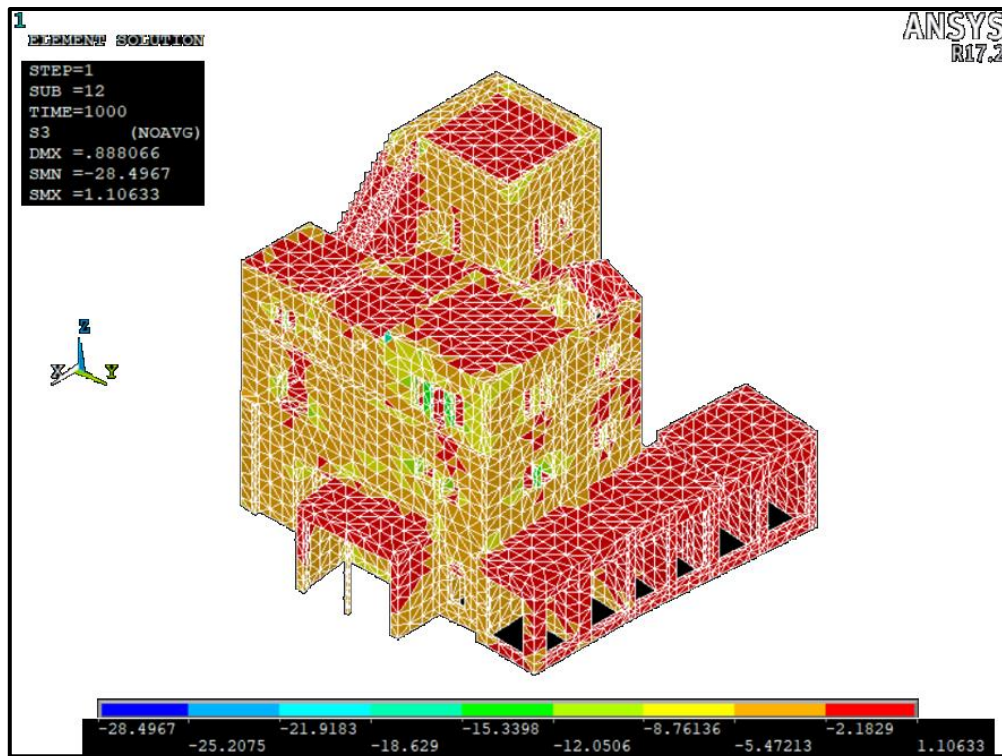 1
ELEMENT SOLUTION
ANSYS
R17.2
STEP=1
SUB =12
TIME=1000
S3 (NOAVG)
DMX =.888066
SMN =-28.4967
SMX =1.10633
Z
X Y
-28.4967 -21.9183 -15.3398 -8.76136 -2.1829
-25.2075 -18.629 -12.0506 -5.47213 1.10633